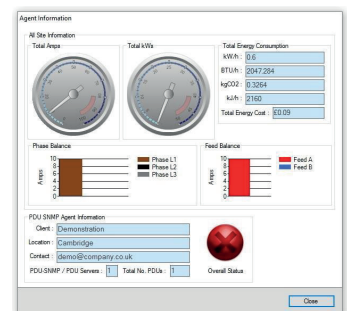 Agent Information
All Site Information
Total Amps
Total kWs
Total Energy Consumption
kW/h : 0.6
BTU/h : 2047.284
kgCO2 : 0.3264
kJ/h : 2160
Total Energy Cost : £0.09
Phase Balance
Amps
10
8
6
4
2
0
Phase L1
Phase L2
Phase L3
Feed Balance
Amps
10
8
6
4
2
0
Feed A
Feed B
PDU SNMP Agent Information
Client : Demonstration
Location : Cambridge
Contact : demo@company.co.uk
PDU-SNMP / PDU Servers : 1 Total No. PDUs : 1
Overall Status
Close